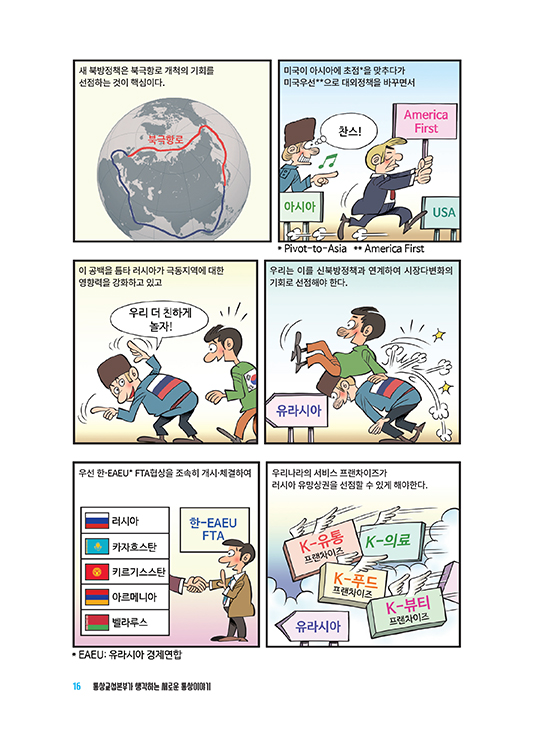 새 북방정책은 북극항로 개척의 기회를
선점하는 것이 핵심이다.
북극항로
미국이 아시아에 초점*을 맞추다가
미국우선**으로 대외정책을 바꾸면서
찬스!
America
First
아시아
USA
* Pivot-to-Asia ** America First
이 공백을 틈타 러시아가 극동지역에 대한
영향력을 강화하고 있고
우리 더 친하게
놀자!
우리는 이를 신북방정책과 연계하여 시장다변화의
기회로 선점해야 한다.
유라시아
우선 한-EAEU* FTA협상을 조속히 개시·체결하여
러시아
카자흐스탄
키르기스스탄
아르메니아
벨라루스
한-EAEU
FTA
* EAEU: 유라시아 경제연합
우리나라의 서비스 프랜차이즈가
러시아 유망상권을 선점할 수 있게 해야한다.
K-유통
프랜차이즈
K-의료
K-푸드
프랜차이즈
K-뷰티
프랜차이즈
유라시아
16 통상교섭본부가 생각하는 새로운 통상이야기